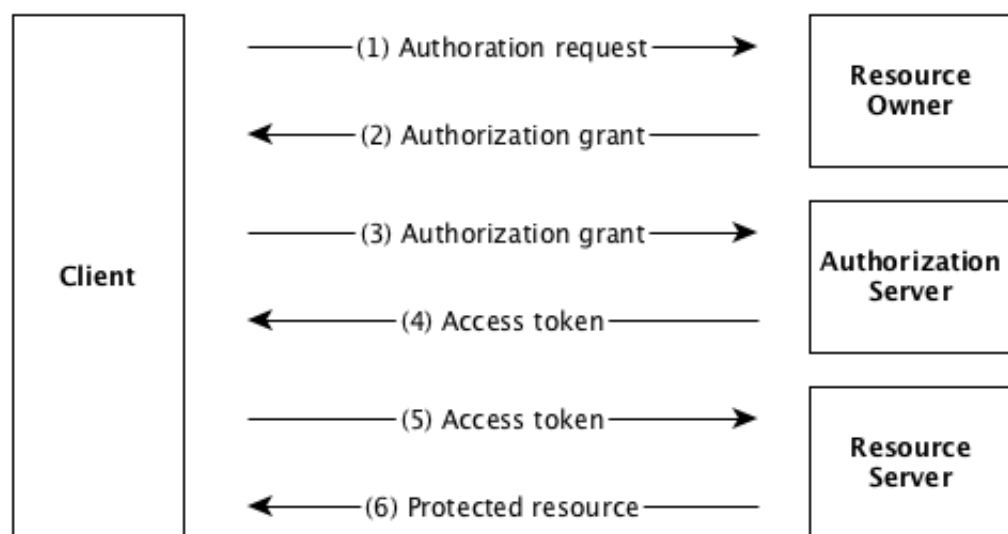 (1) Authoration request
Resource
Owner
(2) Authorization grant
(3) Authorization grant
Client
Authorization
Server
(4) Access token
(5) Access token
Resource
Server
(6) Protected resource